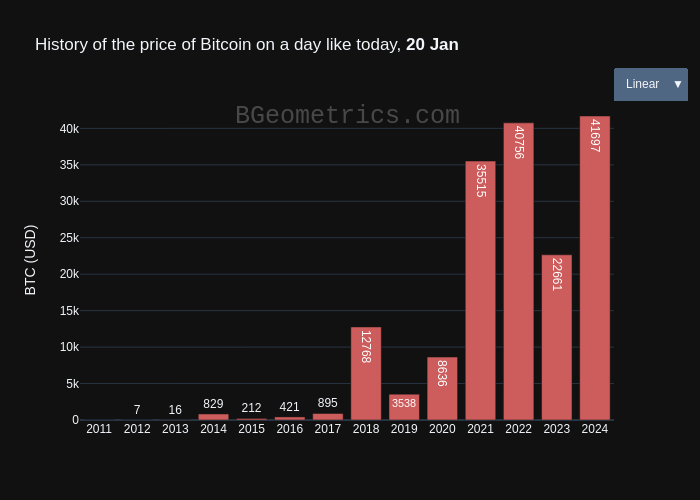 History of the price of Bitcoin on a day like today, 20 Jan
Linear ▼
BGeometrics.com
BTC (USD)
40k
35k
30k
25k
20k
15k
10k
5k
0
7
16
829
212
421
895
12768
3538
8636
35515
40756
22661
41697
2011 2012 2013 2014 2015 2016 2017 2018 2019 2020 2021 2022 2023 2024